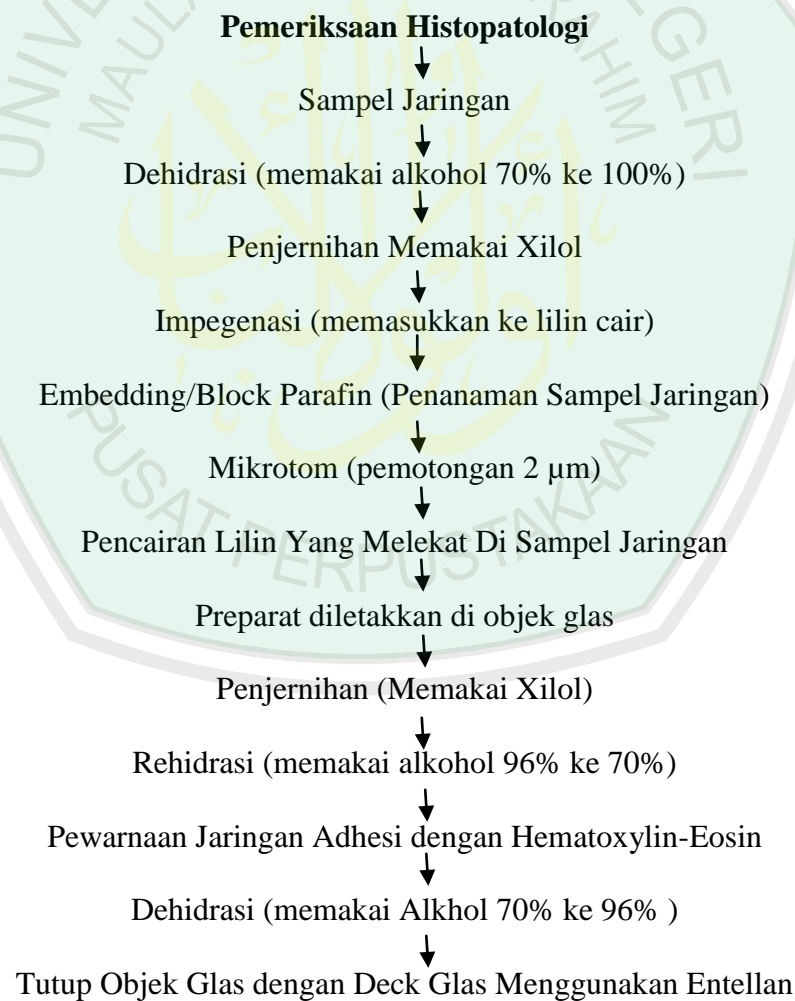 Pemeriksaan Histopatologi
Sampel Jaringan
Dehidrasi (memakai alkohol 70% ke 100%)
Penjernihan Memakai Xilol
Impegenasi (memasukkan ke lilin cair)
Embedding/Block Parafin (Penanaman Sampel Jaringan)
Mikrotom (pemotongan 2 µm)
Pencairan Lilin Yang Melekat Di Sampel Jaringan
Preparat diletakkan di objek glas
Penjernihan (Memakai Xilol)
Rehidrasi (memakai alkohol 96% ke 70%)
Pewarnaan Jaringan Adhesi dengan Hematoxylin-Eosin
Dehidrasi (memakai Alkhol 70% ke 96% )
Tutup Objek Glas dengan Deck Glas Menggunakan Entellan
PUSAT PERPUSTAKAAN